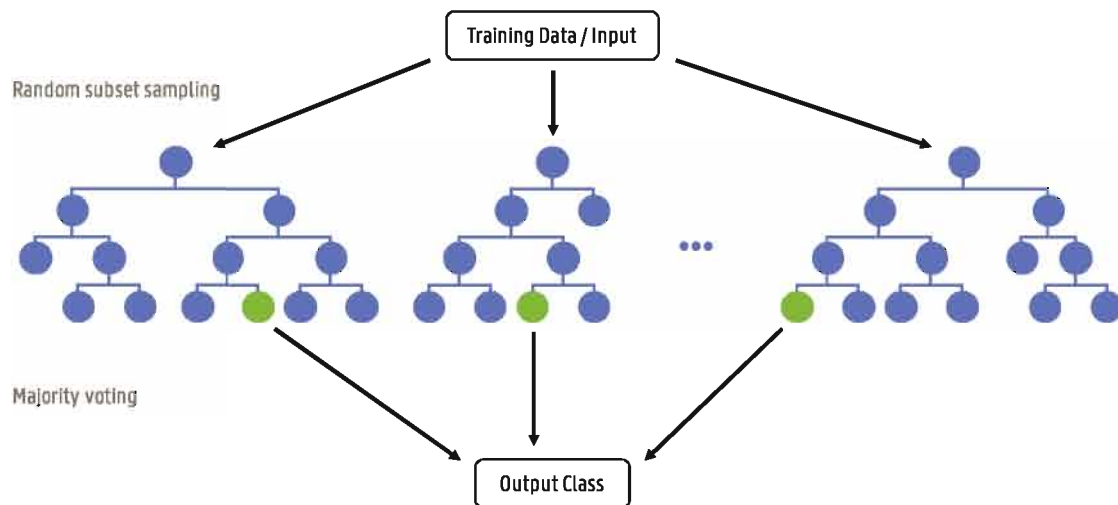 Training Data / Input
Random subset sampling
Majority voting
Output Class